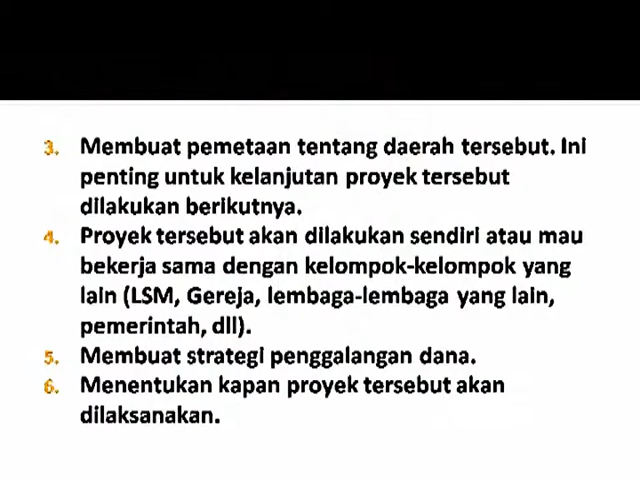 3. Membuat pemetaan tentang daerah tersebut. Ini
penting untuk kelanjutan proyek tersebut
dilakukan berikutnya.
4. Proyek tersebut akan dilakukan sendiri atau mau
bekerja sama dengan kelompok-kelompok yang
lain (LSM, Gereja, lembaga-lembaga yang lain,
pemerintah, dll).
5. Membuat strategi penggalangan dana.
6. Menentukan kapan proyek tersebut akan
dilaksanakan.